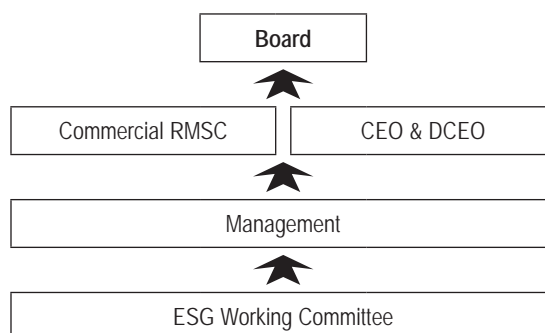 Board
Commercial RMSC
CEO & DCEO
Management
ESG Working Committee